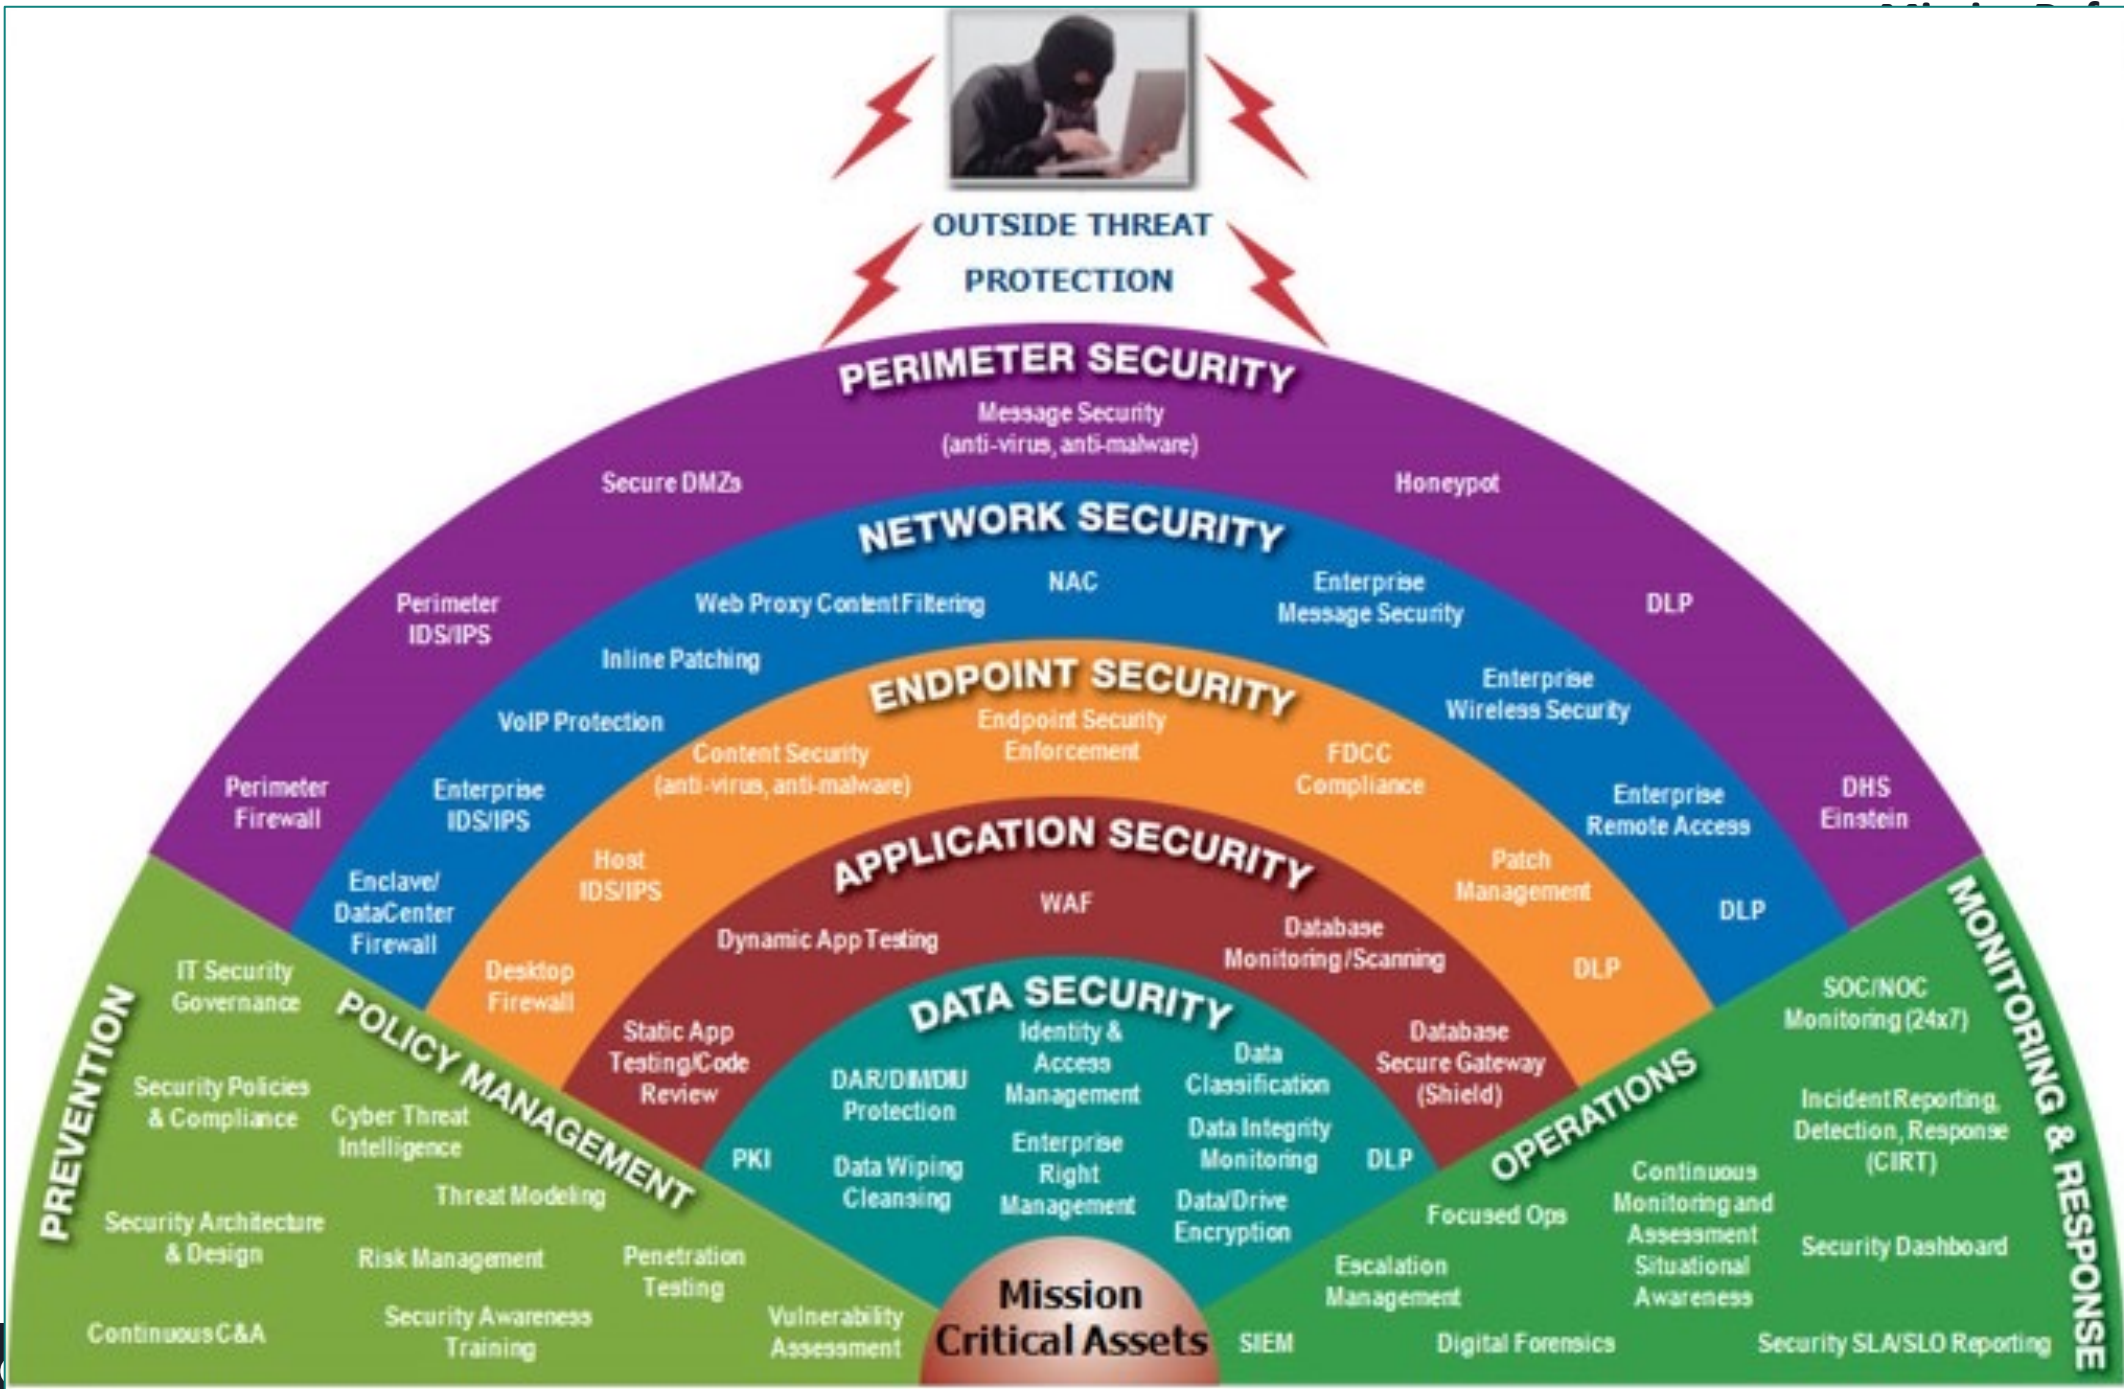 OUTSIDE THREAT
PROTECTION
PERIMETER SECURITY
Message Security
(anti-virus, anti-malware)
Secure DMZs
Honeypot
Perimeter
IDS/IPS
DLP
Perimeter
Firewall
DHS
Einstein
NETWORK SECURITY
NAC
Web Proxy Content Filtering
Enterprise
Message Security
Inline Patching
Enterprise
Wireless Security
VoIP Protection
Enterprise
IDS/IPS
Enterprise
Remote Access
Enclave/
DataCenter
Firewall
DLP
ENDPOINT SECURITY
Endpoint Security
Enforcement
Content Security
(anti-virus, anti-malware)
FDCC
Compliance
Host
IDS/IPS
Patch
Management
Desktop
Firewall
DLP
APPLICATION SECURITY
WAF
Dynamic App Testing
Database
Monitoring/Scanning
Static App
Testing/Code
Review
Database
Secure Gateway
(Shield)
DATA SECURITY
Identity &
Access
Management
DAR/DIM/DIU
Protection
Data
Classification
Enterprise
Right
Management
Data Integrity
Monitoring
PKI
Data Wiping
Cleansing
DLP
Data/Drive
Encryption
Mission
Critical Assets
PREVENTION
POLICY MANAGEMENT
IT Security
Governance
Security Policies
& Compliance
Cyber Threat
Intelligence
Threat Modeling
Security Architecture
& Design
Risk Management
Penetration
Testing
Continuous C&A
Security Awareness
Training
Vulnerability
Assessment
OPERATIONS
MONITORING & RESPONSE
SOC/NOC
Monitoring (24x7)
Incident Reporting,
Detection, Response
(CIRT)
Continuous
Monitoring and
Assessment
Situational
Awareness
Focused Ops
Security Dashboard
Escalation
Management
SIEM
Digital Forensics
Security SLA/SLO Reporting